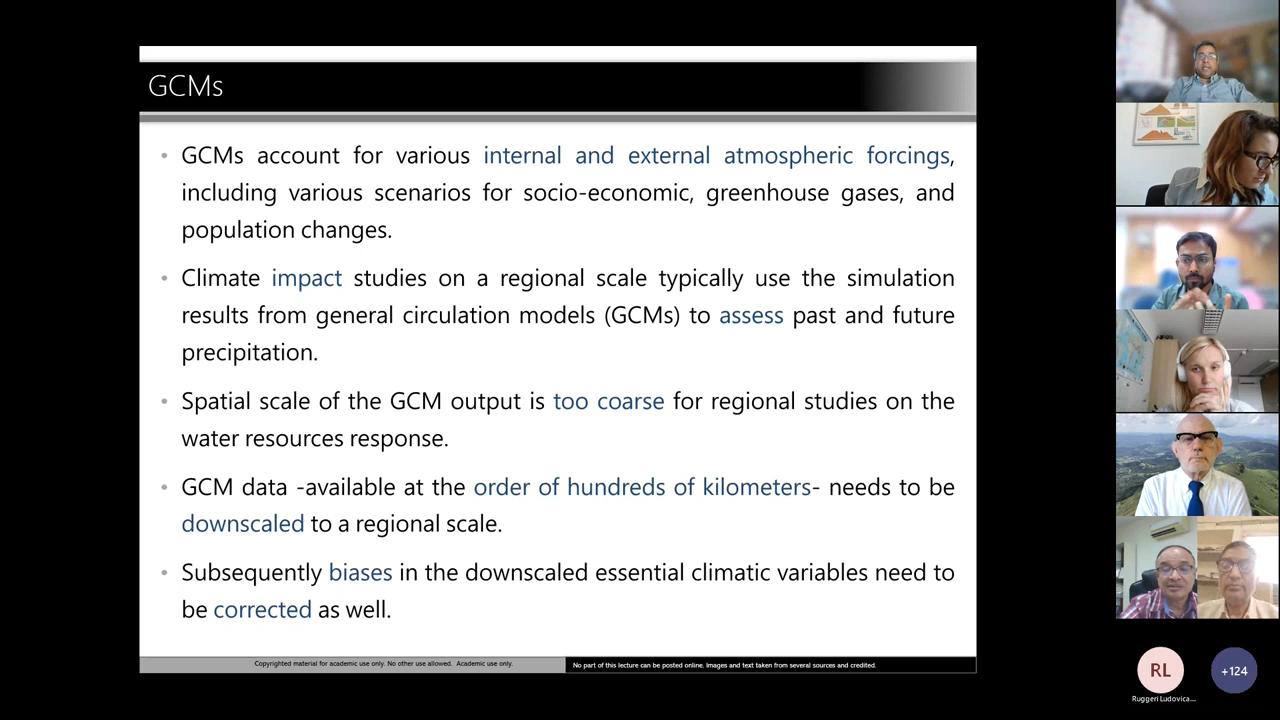 GCMs
• GCMs account for various internal and external atmospheric forcings,
including various scenarios for socio-economic, greenhouse gases, and
population changes.
• Climate impact studies on a regional scale typically use the simulation
results from general circulation models (GCMs) to assess past and future
precipitation.
• Spatial scale of the GCM output is too coarse for regional studies on the
water resources response.
• GCM data -available at the order of hundreds of kilometers- needs to be
downscaled to a regional scale.
• Subsequently biases in the downscaled essential climatic variables need to
be corrected as well.
Copyrighted material for academic use only. No other use allowed. Academic use only.
No part of this lecture can be posted online. Images and text taken from several sources and credited.
RL
+124
Ruggeri Ludovica...